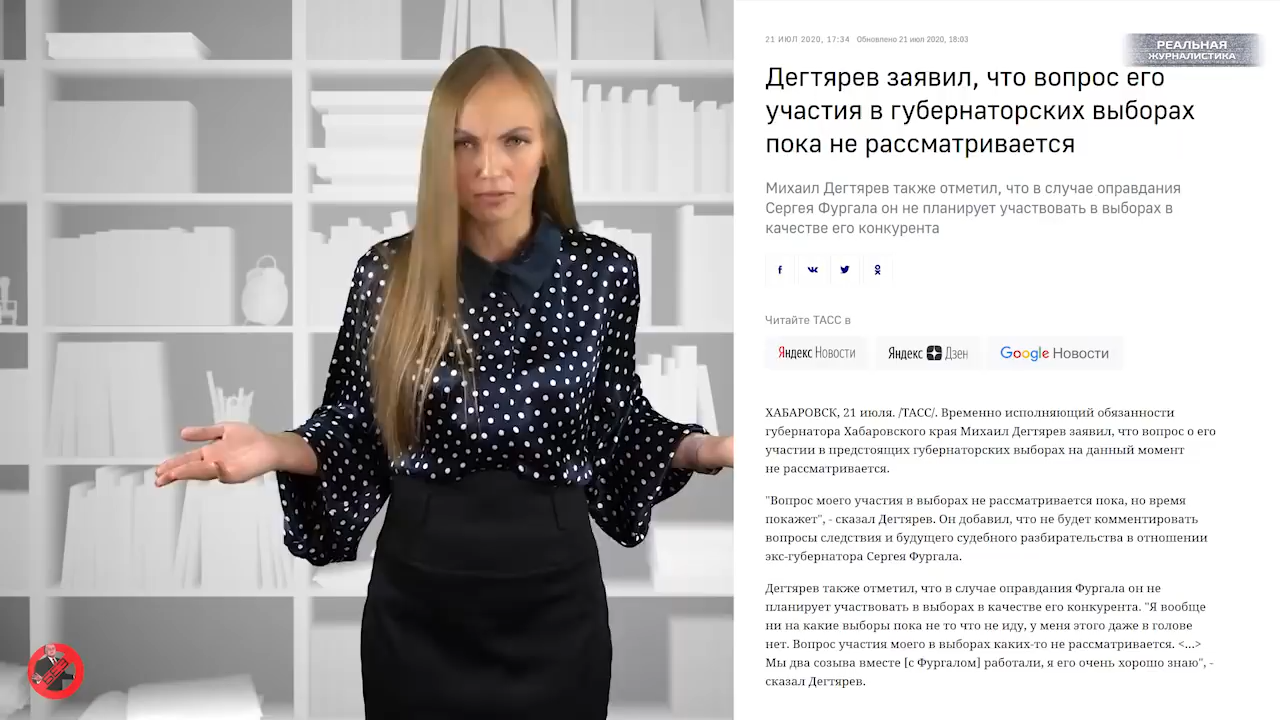 21 ИЮЛ 2020, 17:34 Обновлено 21 июл 2020, 18:03
РЕАЛЬНАЯ
ЖУРНАЛИСТИКА
Дегтярев заявил, что вопрос его
участия в губернаторских выборах
пока не рассматривается
Михаил Дегтярев также отметил, что в случае оправдания
Сергея Фургала он не планирует участвовать в выборах в
качестве его конкурента
Читайте ТАСС в
Яндекс Новости
Яндекс Дзен
Google Новости
ХАБАРОВСК, 21 июля. /ТАСС/. Временно исполняющий обязанности
губернатора Хабаровского края Михаил Дегтярев заявил, что вопрос о его
участии в предстоящих губернаторских выборах на данный момент
не рассматривается.
"Вопрос моего участия в выборах не рассматривается пока, но время
покажет", - сказал Дегтярев. Он добавил, что не будет комментировать
вопросы следствия и будущего судебного разбирательства в отношении
экс-губернатора Сергея Фургала.
Дегтярев также отметил, что в случае оправдания Фургала он не
планирует участвовать в выборах в качестве его конкурента. "Я вообще
ни на какие выборы пока не то что не иду, у меня этого даже в голове
нет. Вопрос участия моего в выборах каких-то не рассматривается. <...>
Мы два созыва вместе [с Фургалом] работали, я его очень хорошо знаю", -
сказал Дегтярев.